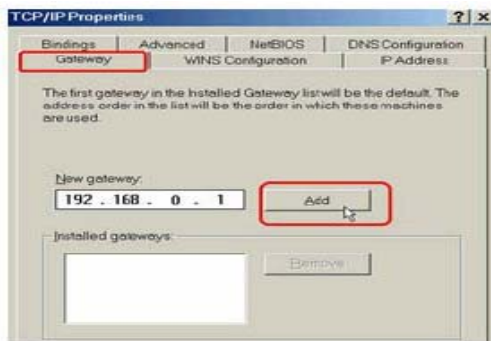 TCP/IP Properties
Bindings Advanced NetBIOS DNS Configuration
Gateway WINS Configuration IP Address
The first gateway in the Installed Gateway list will be the default. The
address order in the list will be the order in which these machines
are used.
New gateway:
192 . 168 . 0 . 1 Add
Installed gateways:
Remove